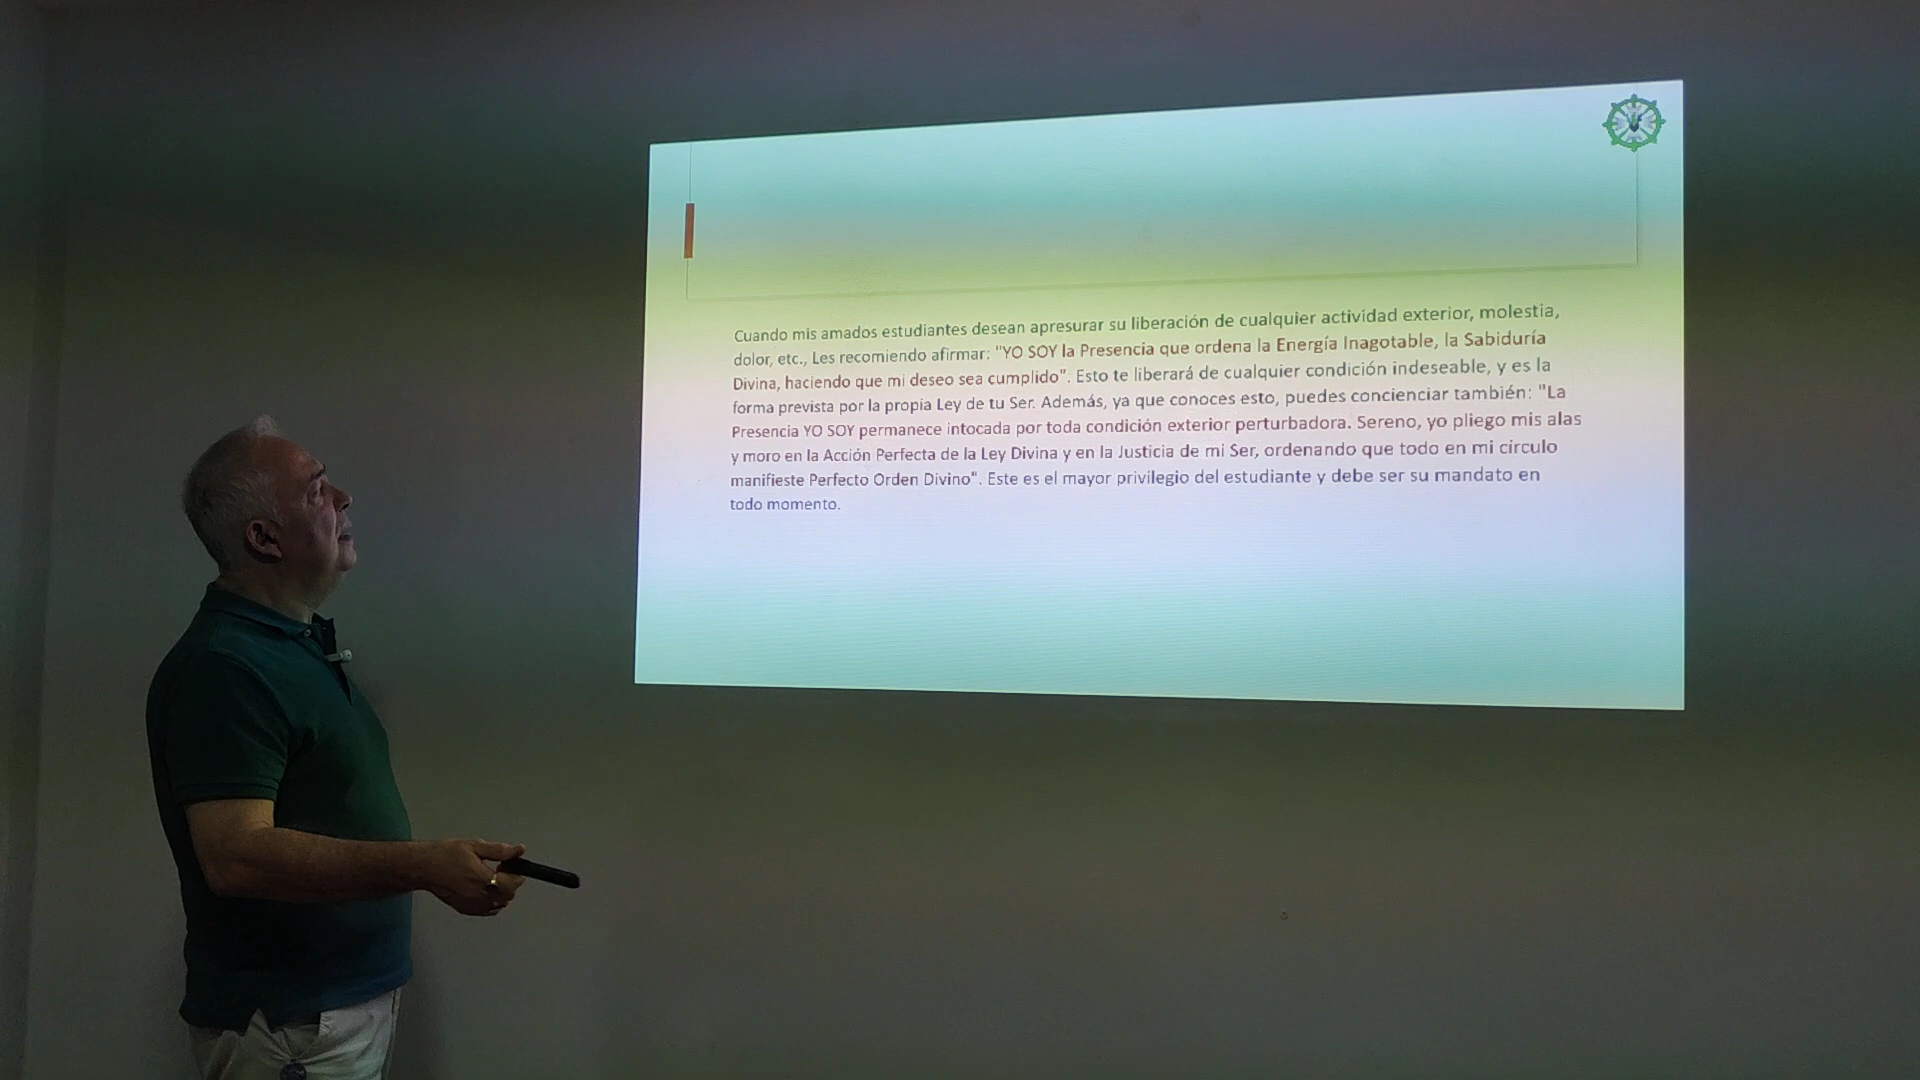 Cuando mis amados estudiantes desean apresurar su liberación de cualquier actividad exterior, molestia,
dolor, etc., Les recomiendo afirmar: "YO SOY la Presencia que ordena la Energía Inagotable, la Sabiduría
Divina, haciendo que mi deseo sea cumplido". Esto te liberará de cualquier condición indeseable, y es la
forma prevista por la propia Ley de tu Ser. Además, ya que conoces esto, puedes concienciar también: "La
Presencia YO SOY permanece intocada por toda condición exterior perturbadora. Sereno, yo pliego mis alas
y moro en la Acción Perfecta de la Ley Divina y en la Justicia de mi Ser, ordenando que todo en mi círculo
manifieste Perfecto Orden Divino". Este es el mayor privilegio del estudiante y debe ser su mandato en
todo momento.